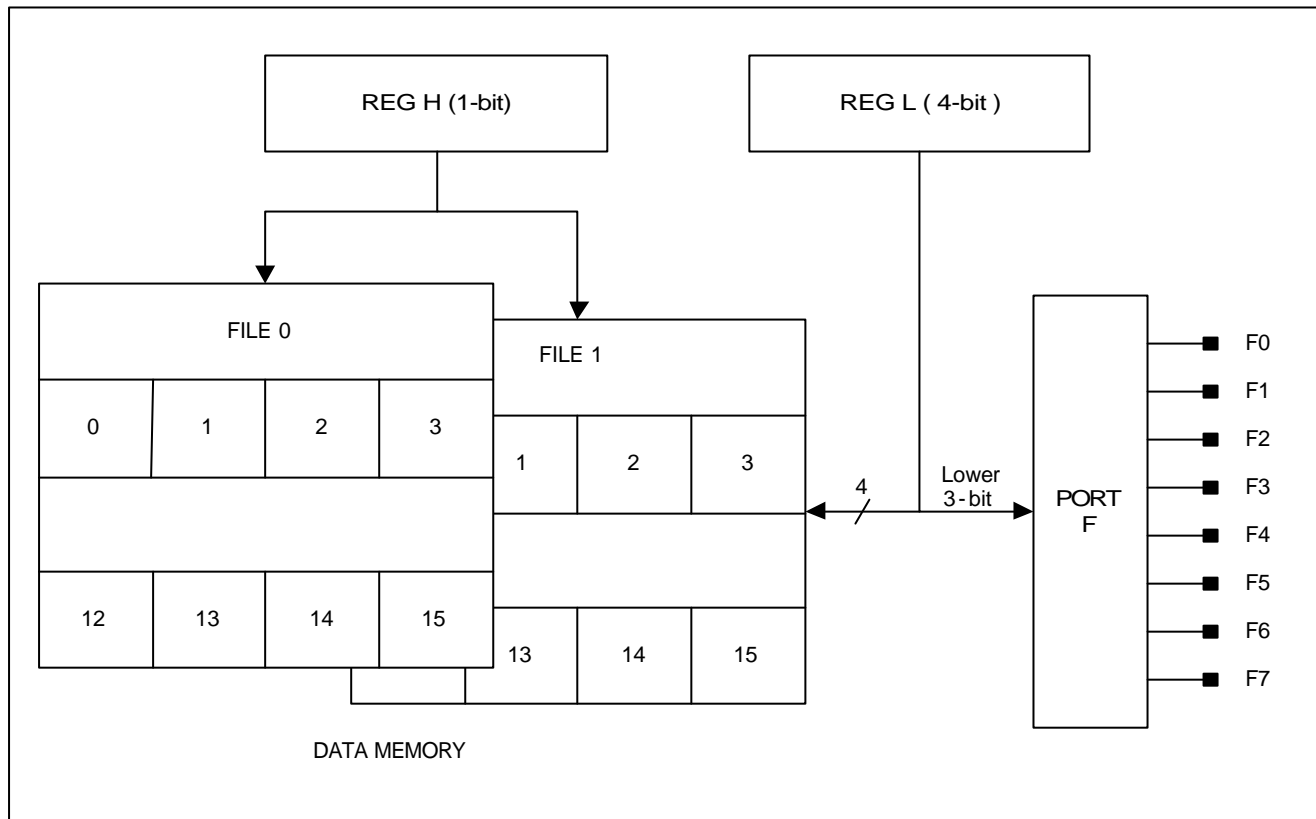 REG H (1-bit)
REG L ( 4-bit )
FILE 0
FILE 1
0 1 2 3
1 2 3
12 13 14 15
13 14 15
4
Lower
3-bit
PORT
F
F0
F1
F2
F3
F4
F5
F6
F7
DATA MEMORY